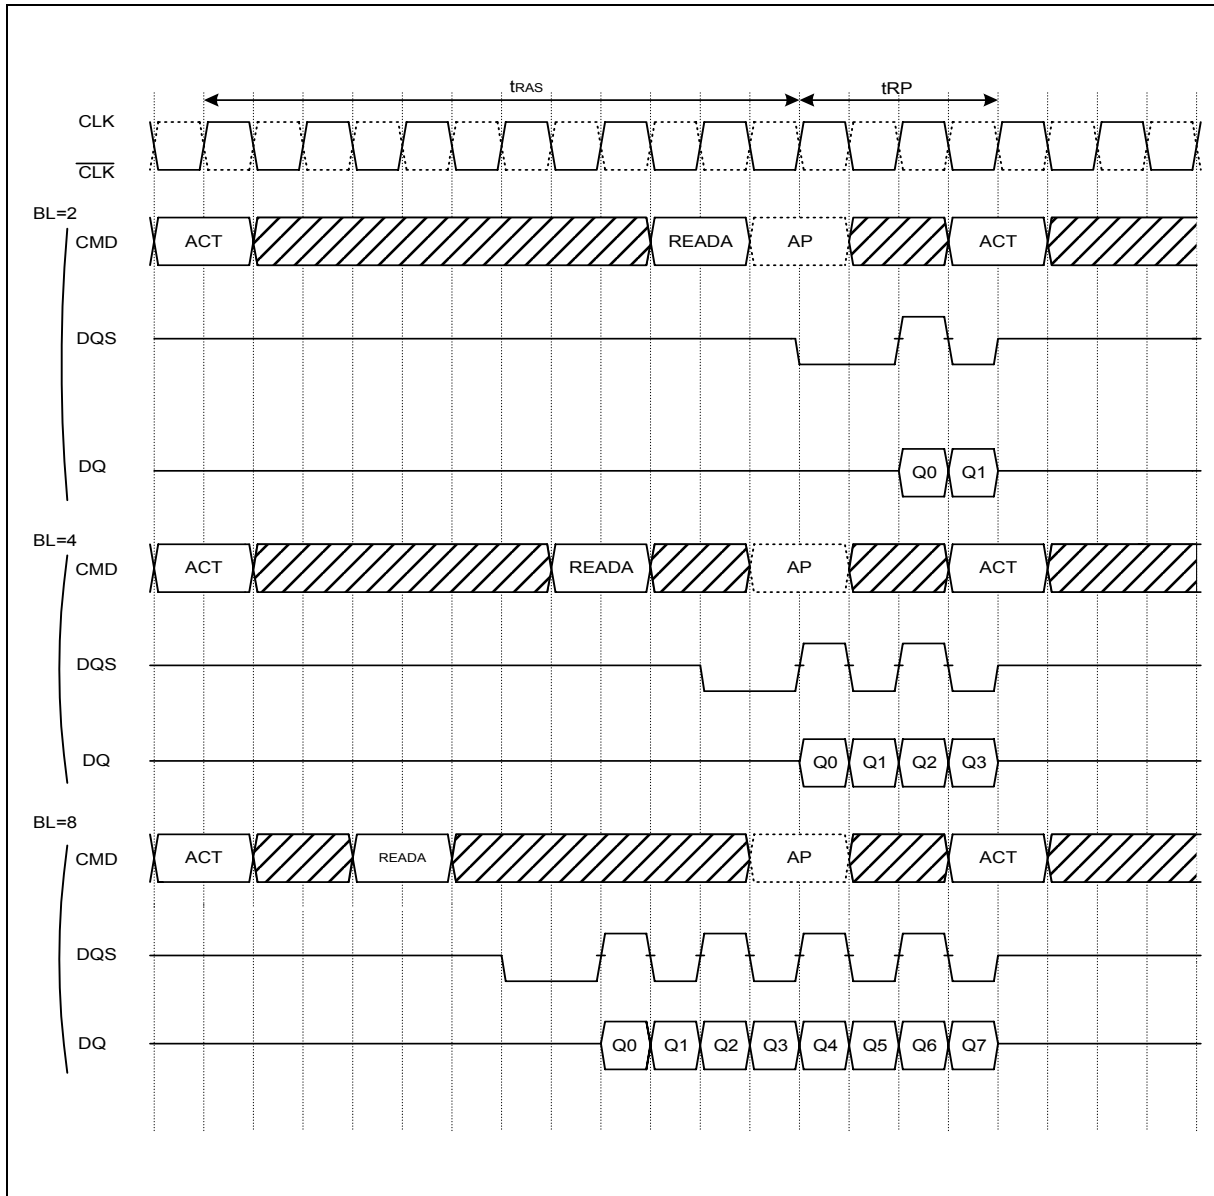 tRAS tRP
CLK
CLK
BL=2
CMD ACT READA AP ACT
DQS
DQ Q0 Q1
BL=4
CMD ACT READA AP ACT
DQS
DQ Q0 Q1 Q2 Q3
BL=8
CMD ACT READA AP ACT
DQS
DQ Q0 Q1 Q2 Q3 Q4 Q5 Q6 Q7